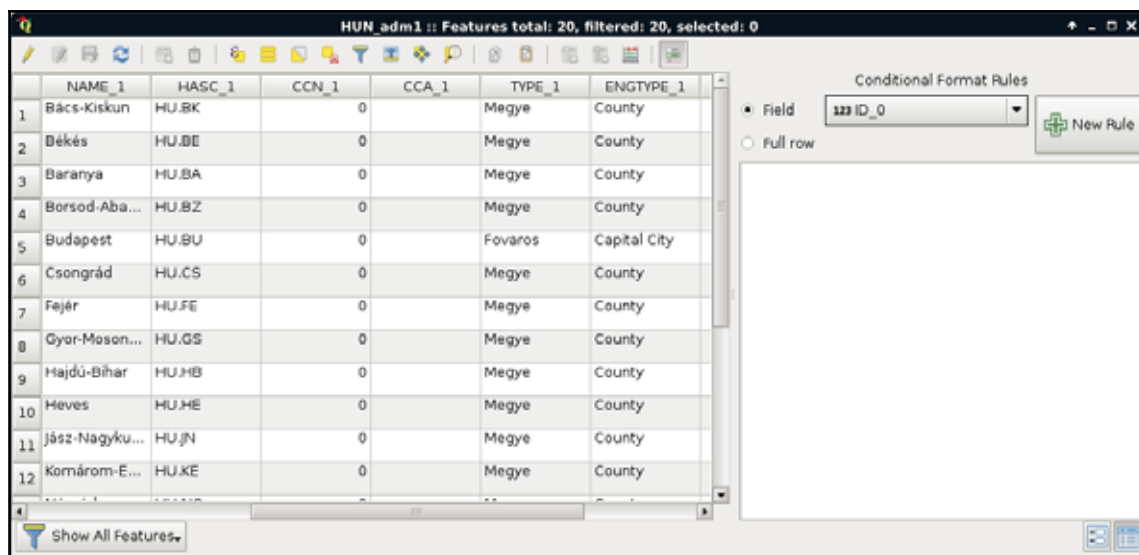 HUN_adm1 :: Features total: 20, filtered: 20, selected: 0
NAME_1 HASC_1 CCN_1 CCA_1 TYPE_1 ENGTYPE_1
1 Bács-Kiskun HU.BK 0 Megye County
2 Békés HU.BE 0 Megye County
3 Baranya HU.BA 0 Megye County
4 Borsod-Aba... HU.BZ 0 Megye County
5 Budapest HU.BU 0 Fovaros Capital City
6 Csongrád HU.CS 0 Megye County
7 Fejér HU.FE 0 Megye County
8 Gyor-Moson... HU.GS 0 Megye County
9 Hajdú-Bihar HU.HB 0 Megye County
10 Heves HU.HE 0 Megye County
11 Jász-Nagyku... HU.JN 0 Megye County
12 Komárom-E... HU.KE 0 Megye County
Show All Features
Conditional Format Rules
Field 123 ID_0 New Rule
Full row